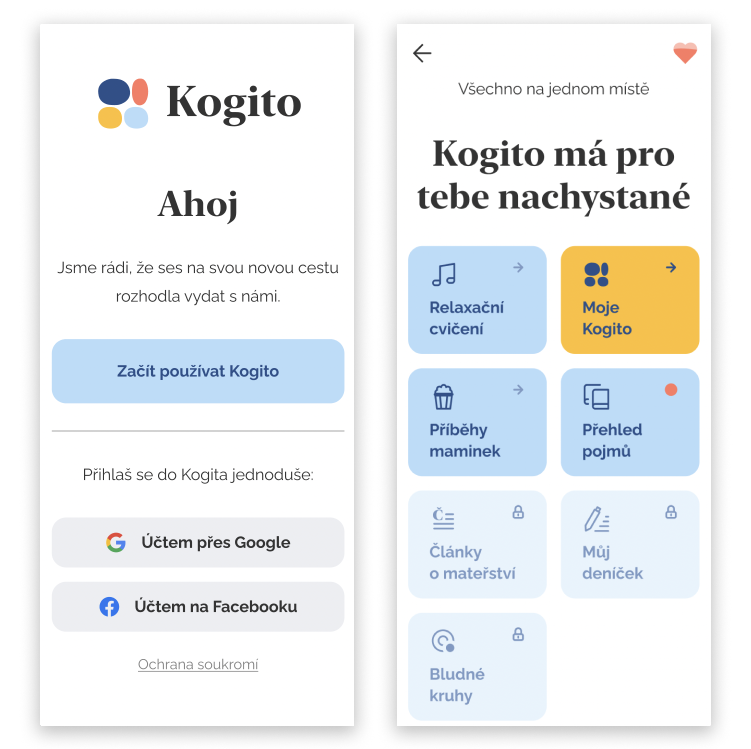 Kogito
Ahoj
Jsme rádi, že ses na svou novou cestu
rozhodla vydat s námi.
Začít používat Kogito
Přihlaš se do Kogita jednoduše:
Účtem přes Google
Účtem na Facebooku
Ochrana soukromí
Všechno na jednom místě
Kogito má pro
tebe nachystané
Relaxační
cvičení
Moje
Kogito
Příběhy
maminek
Přehled
pojmů
Články
o mateřství
Můj
deníček
Bludné
kruhy